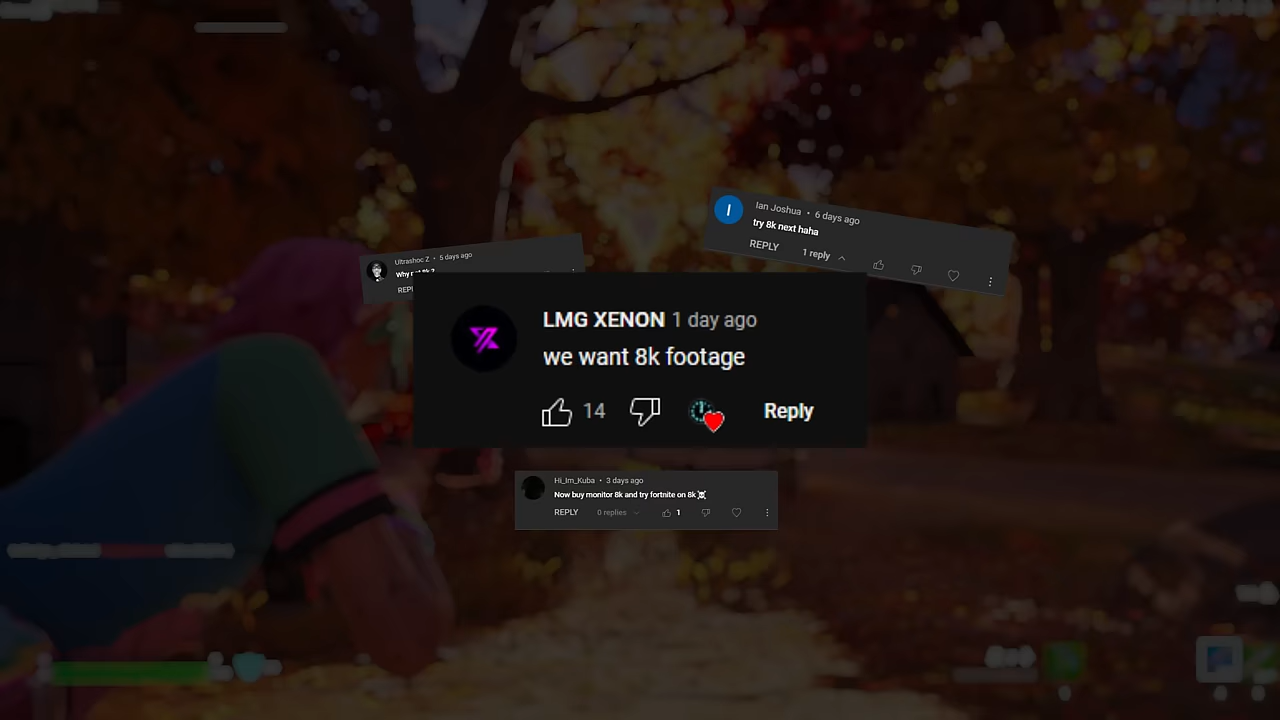 I
Ian Joshua • 6 days ago
try 8k next haha
REPLY
1 reply
Ultrashoc Z • 5 days ago
Why 8k ?
LMG XENON 1 day ago
we want 8k footage
14
Reply
Hi_Im_Kuba • 3 days ago
Now buy monitor 8k and try fortnite on 8k ☠
REPLY 0 replies 1